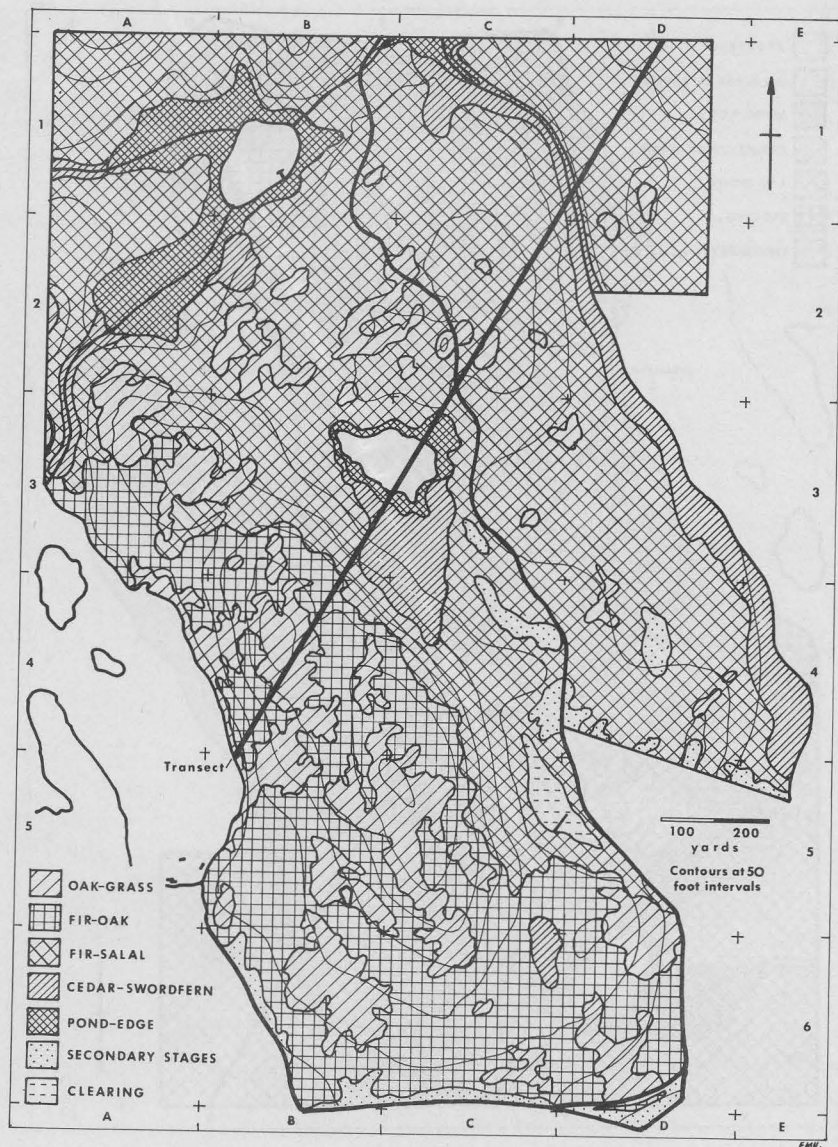 A B C D E
1 1
2 2
3 3
4 4
Transect
5 5
100 200
yards
Contours at 50
foot intervals
OAK-GRASS
FIR-OAK
FIR-SALAL
CEDAR-SWORDFERN
POND-EDGE
SECONDARY STAGES
6
CLEARING
A B C D E
EMH.